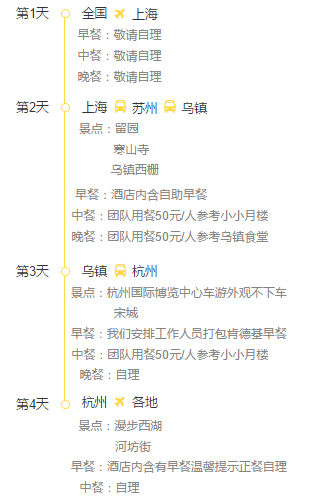 第1天 全国 上海
早餐：敬请自理
中餐：敬请自理
晚餐：敬请自理
第2天 上海 苏州 乌镇
景点：留园
寒山寺
乌镇西栅
早餐：酒店内含自助早餐
中餐：团队用餐50元/人参考小小月楼
晚餐：团队用餐50元/人参考乌镇食堂
第3天 乌镇 杭州
景点：杭州国际博览中心车游外观不下车
宋城
早餐：我们安排工作人员打包肯德基早餐
中餐：团队用餐50元/人参考小小月楼
晚餐：自理
第4天 杭州 各地
景点：漫步西湖
河坊街
早餐：酒店内含有早餐温馨提示正餐自理
中餐：自理